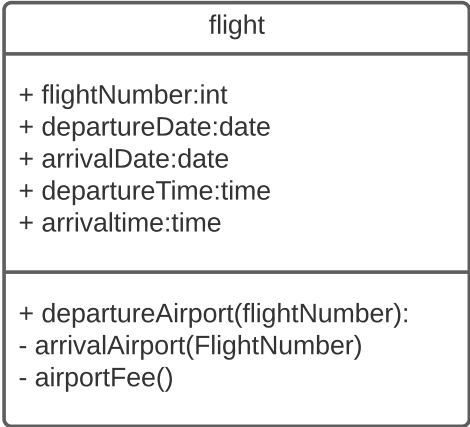 flight
+ flightNumber:int
+ departureDate:date
+ arrivalDate:date
+ departureTime:time
+ arrivaltime:time
+ departureAirport(flightNumber):
- arrivalAirport(FlightNumber)
- airportFee()